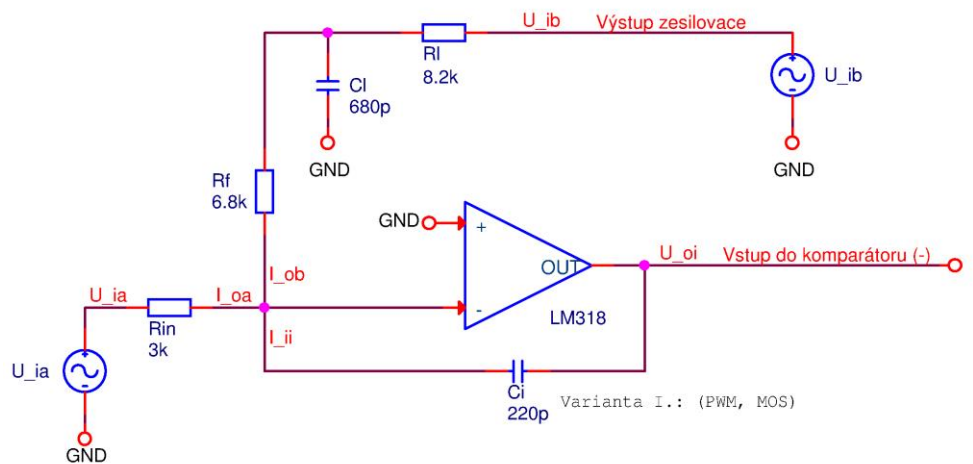 U_ib
Výstup zesilovace
Rl
8.2k
Cl
680p
GND
U_ib
GND
Rf
6.8k
GND
+
OUT
U_oi
Vstup do komparátoru (-)
I_ob
U_ia
I_oa
-
LM318
Rin
3k
I_ii
U_ia
Ci
220p
Varianta I.: (PWM, MOS)
GND